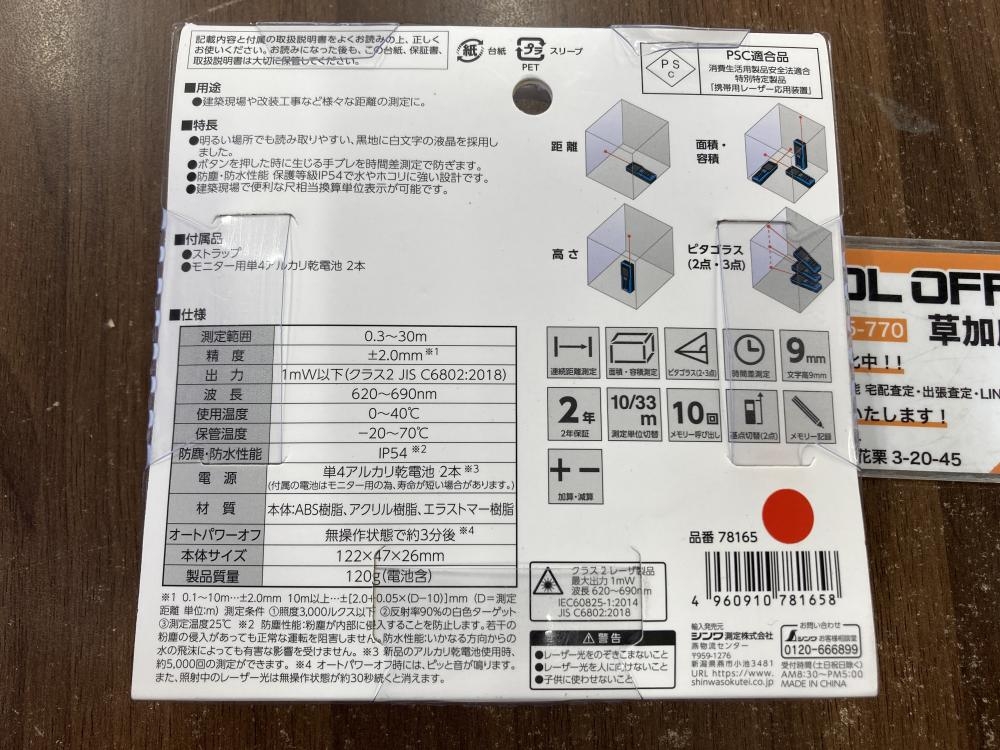 記載内容と付属の取扱説明書をよくお読みの上、正しく
お使いください。お読みになった後も、この台紙、保証書、
取扱説明書は大切に保管してください。
紙 台紙
プラ スリーブ
PET
PSC
PSC適合品
消費生活用製品安全法適合
特別特定製品
「携帯用レーザー応用装置」
■用途
●建築現場や改装工事など様々な距離の測定に。
■特長
●明るい場所でも読み取りやすい、黒地に白文字の液晶を採用し
ました。
●ボタンを押した時に生じる手ブレを時間差測定で防ぎます。
●防塵・防水性能 保護等級IP54で水やホコリに強い設計です。
●建築現場で便利な尺相当換算単位表示が可能です。
距離
面積・
容積
高さ
ピタゴラス
(2点・3点)
■付属品
●ストラップ
●モニター用単4アルカリ乾電池 2本
■仕様
測定範囲 0.3～30m
精度 ±2.0mm※1
出力 1mW以下(クラス2 JIS C6802:2018)
波長 620～690nm
使用温度 0～40℃
保管温度 －20～70℃
防塵・防水性能 IP54※2
電源 単4アルカリ乾電池 2本※3
(付属の電池はモニター用の為、寿命が短い場合があります。)
材質 本体:ABS樹脂、アクリル樹脂、エラストマー樹脂
オートパワーオフ 無操作状態で約3分後※4
本体サイズ 122×47×26mm
製品質量 120g(電池含)
※1 0.1～10m…±2.0mm 10m以上…±[2.0+0.05×(D−10)]mm (D=測定
距離 単位:m) 測定条件 ①照度3,000ルクス以下 ②反射率90%の白色ターゲット
③測定温度25℃ ※2 防塵性能:粉塵が内部に侵入することを防止します。若干の
粉塵の侵入があっても正常な運転を阻害しません。防水性能:いかなる方向からの
水の飛沫によっても有害な影響を受けません。※3 新品のアルカリ乾電池使用時、
約5,000回の測定ができます。※4 オートパワーオフ時には、ピッと音が鳴ります。
また、照射中のレーザー光は無操作状態が約30秒続くと消えます。
連続距離測定
面積・容積測定
ピタゴラス(2・3点)
時間差測定
9mm
文字高9mm
2年
2年保証
10/33
m
測定単位切替
10回
メモリー呼び出し
基点切替(2点)
メモリー記録
＋−
加算・減算
品番 78165
4 960910 781658
クラス2 レーザ製品
最大出力 1mW
波長 620～690nm
IEC60825-1:2014
JIS C6802:2018
警告
●レーザー光をのぞきこまないこと
●レーザー光を人に向けないこと
●子供に使わせないこと
輸入発売元
シンワ測定株式会社
燕物流センター
〒959-1276
新潟県燕市小池3481
URL https://www.
shinwasokutei.co.jp
お問い合わせ
シンワ お客様相談室
0120-666899
受付時間(土日祝日除く)
AM8:30～PM5:00
MADE IN CHINA
OL OFF
5-770
草加
化中！！
宅配査定・出張査定・LIN
いたします！
花栗 3-20-45